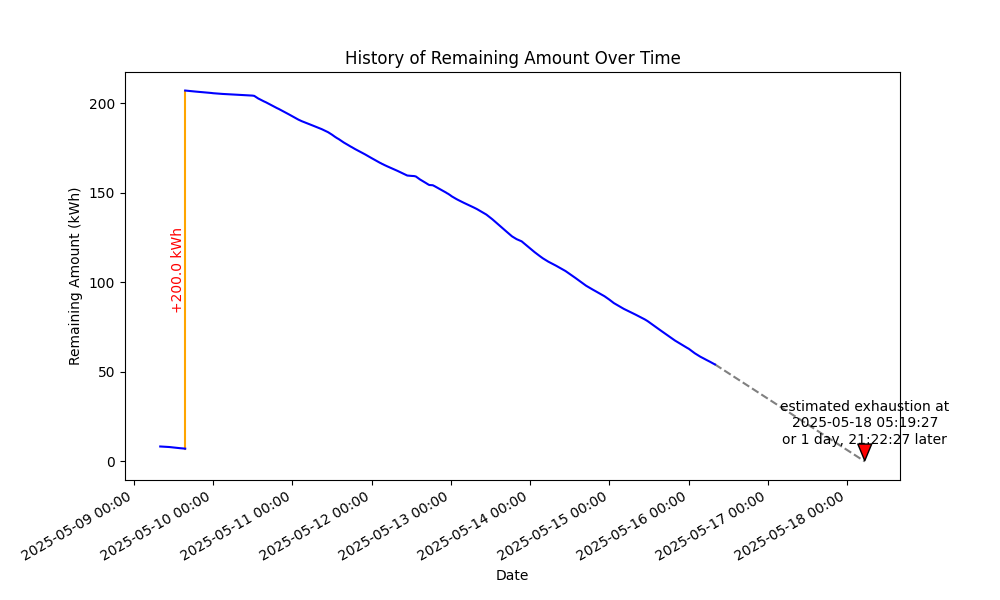 History of Remaining Amount Over Time
Remaining Amount (kWh)
200
150
100
50
0
+200.0 kWh
estimated exhaustion at
2025-05-18 05:19:27
or 1 day, 21:22:27 later
2025-05-09 00:00
2025-05-10 00:00
2025-05-11 00:00
2025-05-12 00:00
2025-05-13 00:00
2025-05-14 00:00
2025-05-15 00:00
2025-05-16 00:00
2025-05-17 00:00
2025-05-18 00:00
Date